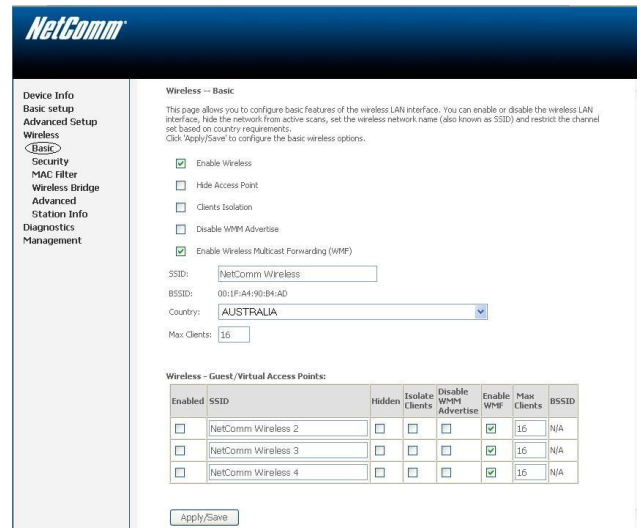 NetComm
Device Info
Basic setup
Advanced Setup
Wireless
Basic
Security
MAC Filter
Wireless Bridge
Advanced
Station Info
Diagnostics
Management
Wireless -- Basic
This page allows you to configure basic features of the wireless LAN interface. You can enable or disable the wireless LAN
interface, hide the network from active scans, set the wireless network name (also known as SSID) and restrict the channel
set based on country requirements.
Click 'Apply/Save' to configure the basic wireless options.
Enable Wireless
Hide Access Point
Clients Isolation
Disable WMM Advertise
Enable Wireless Multicast Forwarding (WMF)
SSID: NetComm Wireless
BSSID: 00:1F:A4:90:B4:AD
Country: AUSTRALIA
Max Clients: 16
Wireless - Guest/Virtual Access Points:
Enabled SSID Hidden Isolate Clients Disable WMM Advertise Enable WMF Max Clients BSSID
NetComm Wireless 2 16 N/A
NetComm Wireless 3 16 N/A
NetComm Wireless 4 16 N/A
Apply/Save